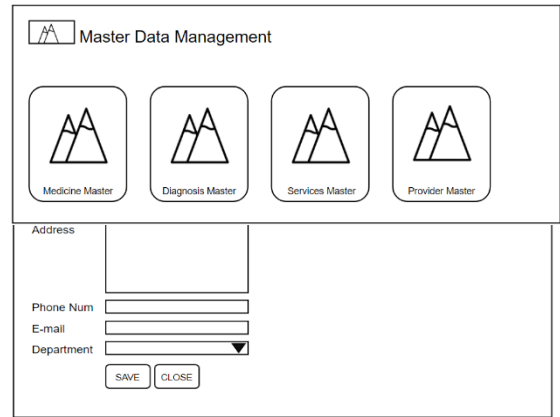 Master Data Management
Medicine Master Diagnosis Master Services Master Provider Master
Address
Phone Num
E-mail
Department
SAVE CLOSE